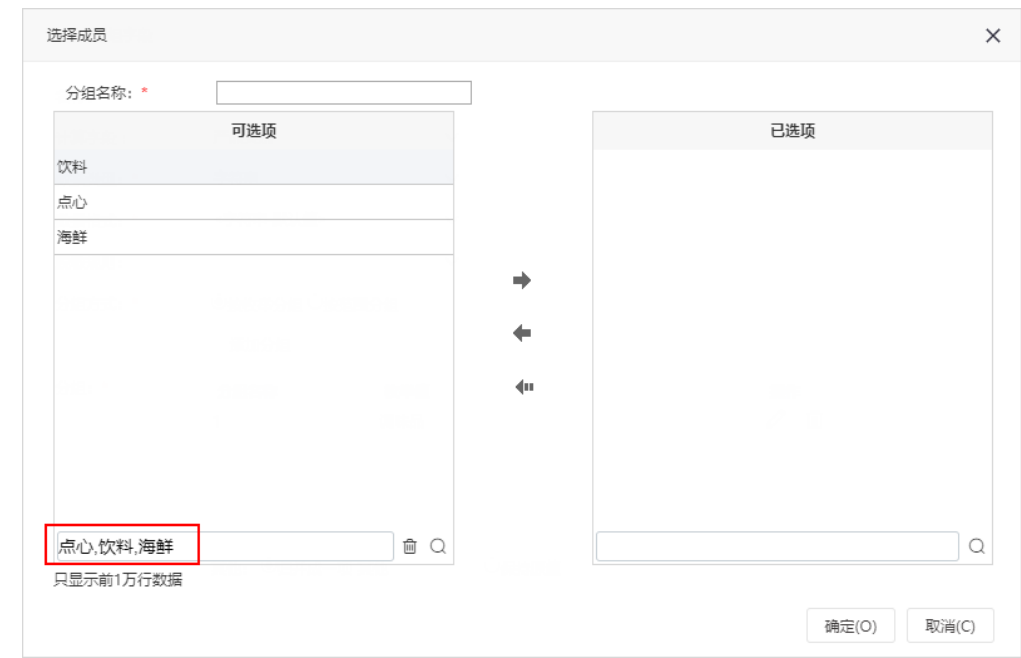 选择成员
分组名称: *
可选项
已选项
饮料
点心
海鲜
点心,饮料,海鲜
只显示前1万行数据
确定(O)
取消(C)